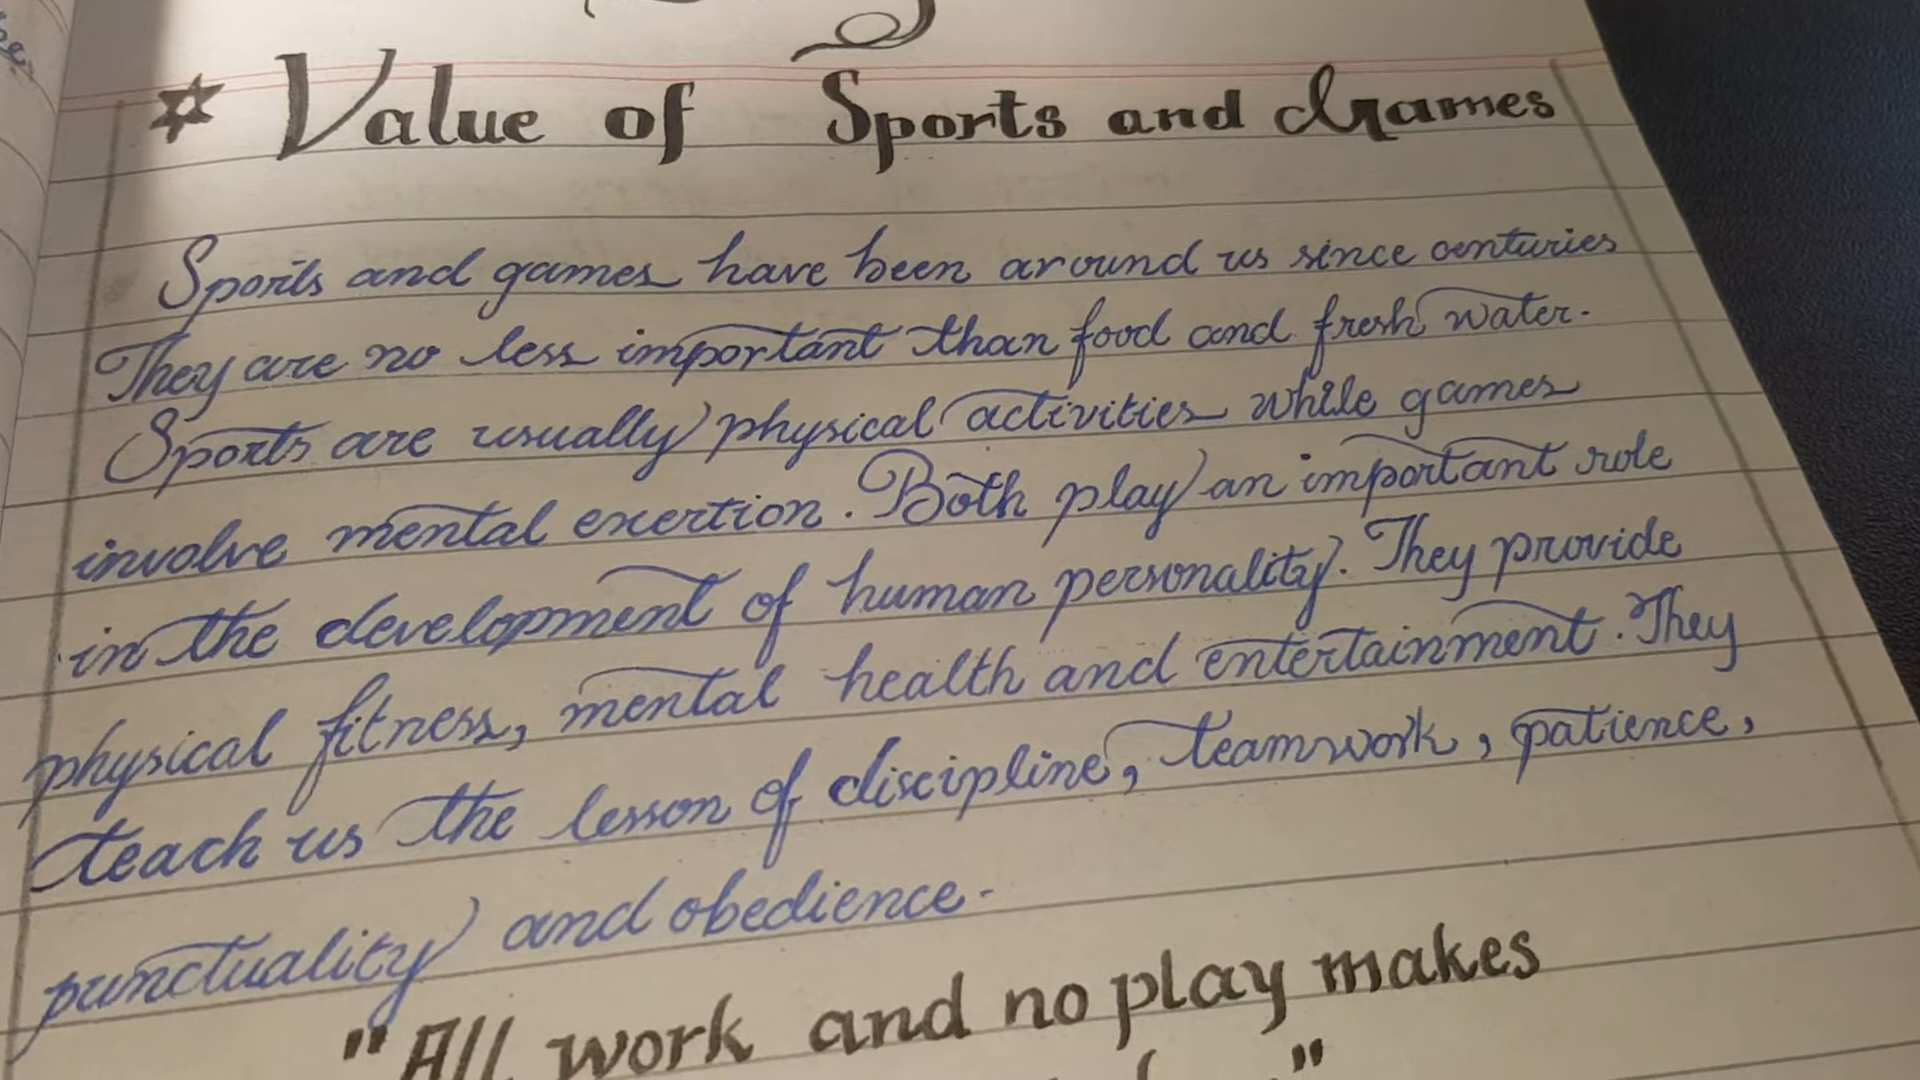 Value of Sports and Games
Sports and games have been around us since centuries
They are no less important than food and fresh water.
Sports are usually physical activities while games
involve mental exertion. Both play an important role
in the development of human personality. They provide
physical fitness, mental health and entertainment. They
teach us the lesson of discipline, teamwork, patience,
punctuality and obedience.
"All work and no play makes
"